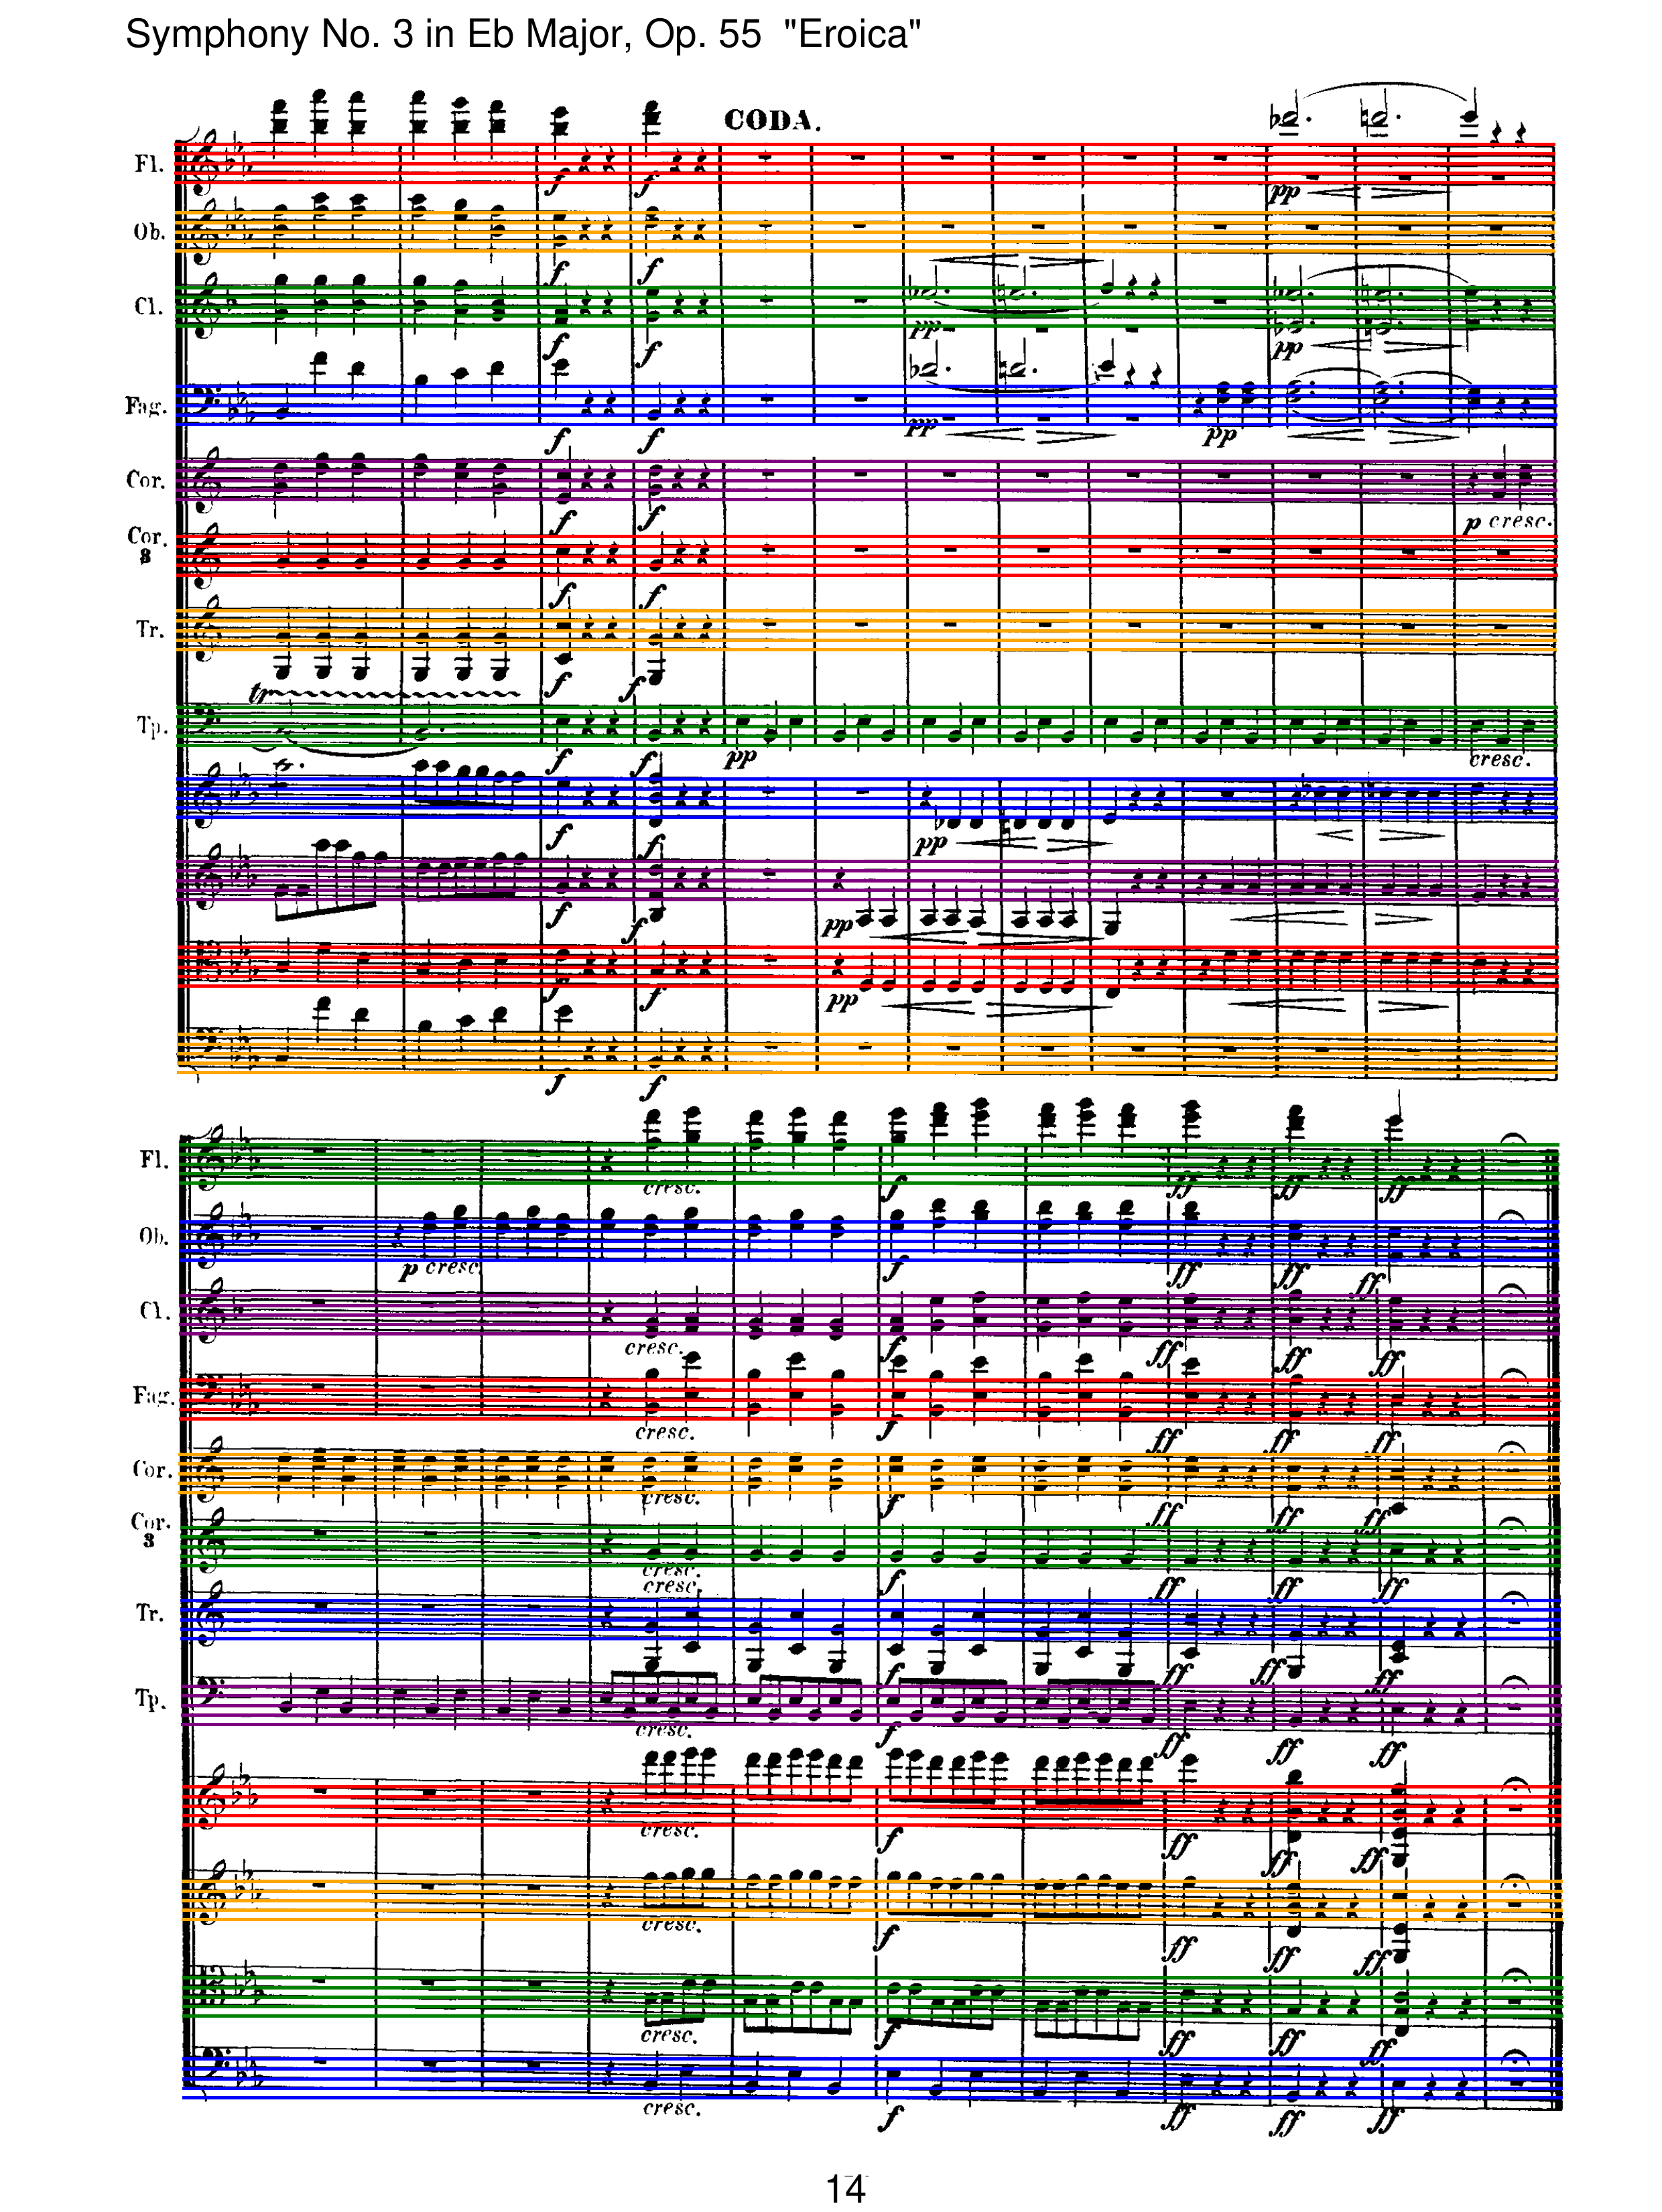 Symphony No. 3 in Eb Major, Op. 55 "Eroica"
CODA.
Fl.
f f pp
Ob.
f f
Cl.
f f pp pp
Fag.
f f pp pp
Cor.
f f p cresc.
Cor.
3
f f
Tr.
f f
tr
Tp.
f f pp cresc.
f f pp
f f pp
f f pp
f f
Fl.
cresc. f ff ff ff
Ob.
p cresc. f ff ff ff
Cl.
cresc. f ff ff ff
Fag.
cresc. f ff ff ff
Cor.
cresc. f ff ff ff
Cor.
3
cresc. f ff ff ff
cresc.
Tr.
f ff ff ff
Tp.
cresc. f ff ff ff
cresc. f ff ff ff
cresc. f ff ff ff
cresc. f ff ff ff
cresc. f ff ff ff
14